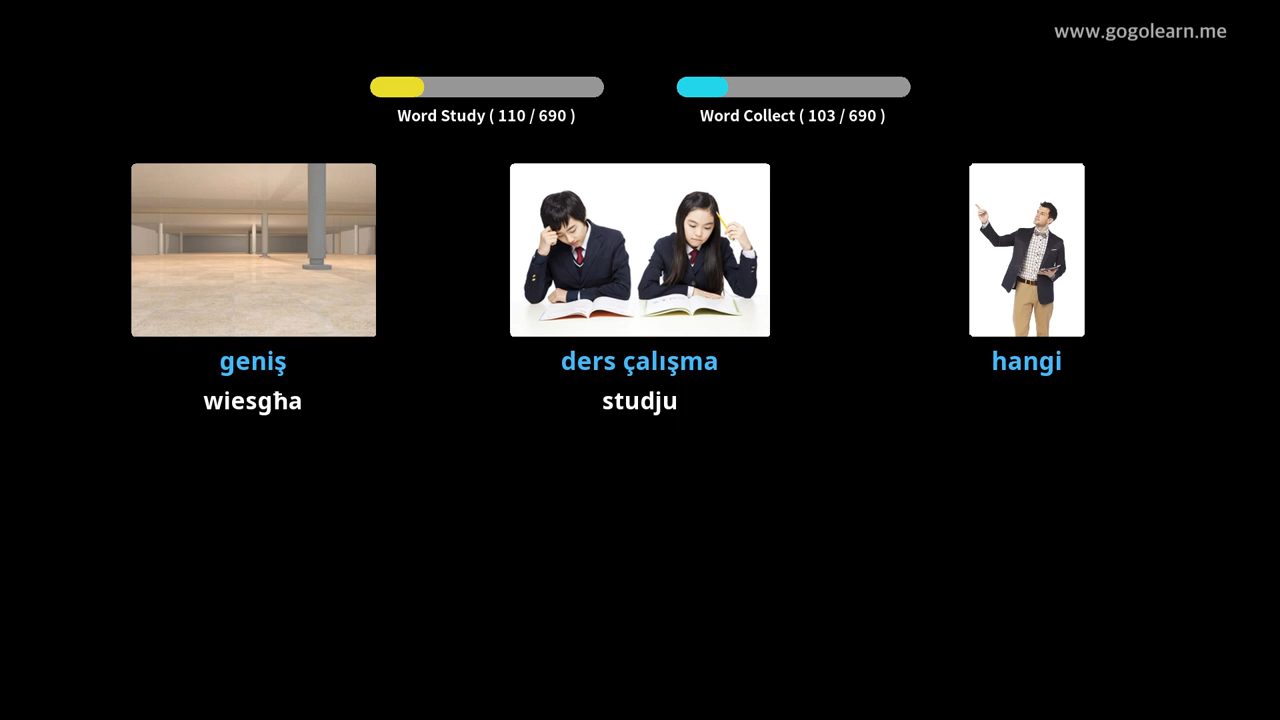 www.gogolearn.me
Word Study ( 110 / 690 )
Word Collect ( 103 / 690 )
geniş
wiesgħa
ders çalışma
studju
hangi